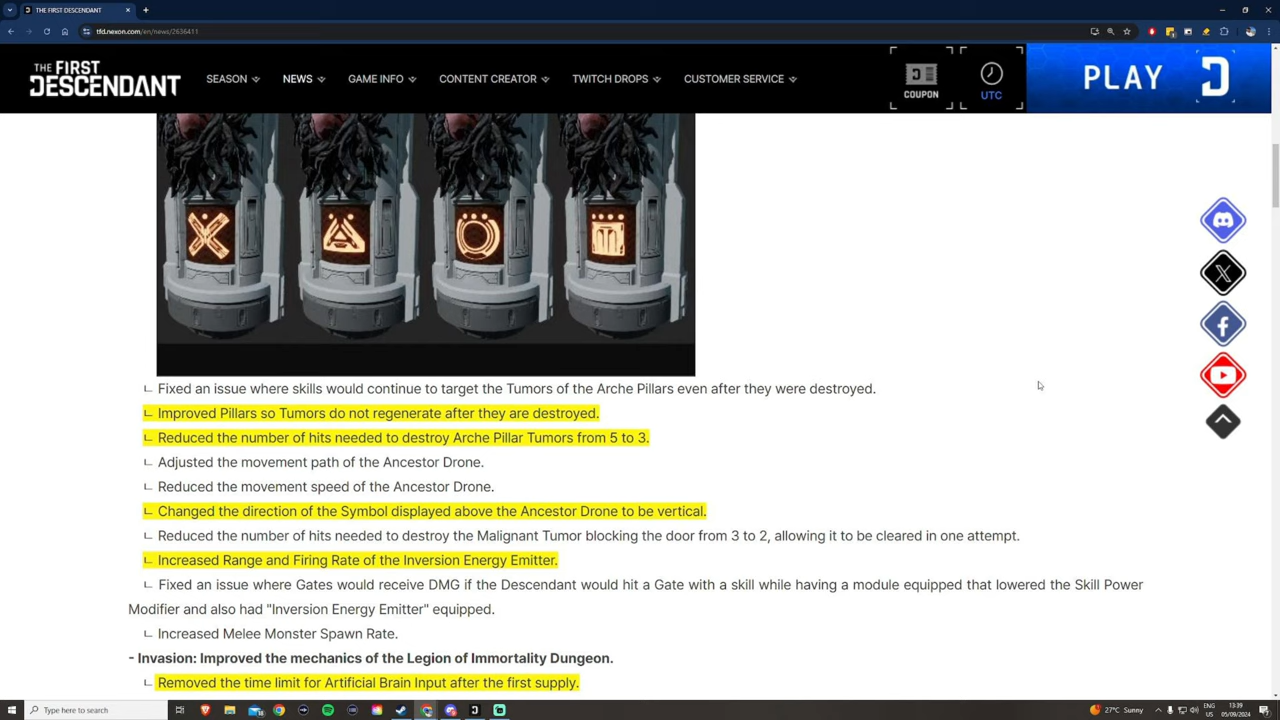 THE FIRST DESCENDANT
tfd.nexon.com/en/news/2636411
THE FIRST
DESCENDANT
SEASON
NEWS
GAME INFO
CONTENT CREATOR
TWITCH DROPS
CUSTOMER SERVICE
COUPON
UTC
PLAY
ㄴ Fixed an issue where skills would continue to target the Tumors of the Arche Pillars even after they were destroyed.
ㄴ Improved Pillars so Tumors do not regenerate after they are destroyed.
ㄴ Reduced the number of hits needed to destroy Arche Pillar Tumors from 5 to 3.
ㄴ Adjusted the movement path of the Ancestor Drone.
ㄴ Reduced the movement speed of the Ancestor Drone.
ㄴ Changed the direction of the Symbol displayed above the Ancestor Drone to be vertical.
ㄴ Reduced the number of hits needed to destroy the Malignant Tumor blocking the door from 3 to 2, allowing it to be cleared in one attempt.
ㄴ Increased Range and Firing Rate of the Inversion Energy Emitter.
ㄴ Fixed an issue where Gates would receive DMG if the Descendant would hit a Gate with a skill while having a module equipped that lowered the Skill Power
Modifier and also had "Inversion Energy Emitter" equipped.
ㄴ Increased Melee Monster Spawn Rate.
- Invasion: Improved the mechanics of the Legion of Immortality Dungeon.
ㄴ Removed the time limit for Artificial Brain Input after the first supply.
Type here to search
27°C Sunny
ENG
US
13:39
05/09/2024